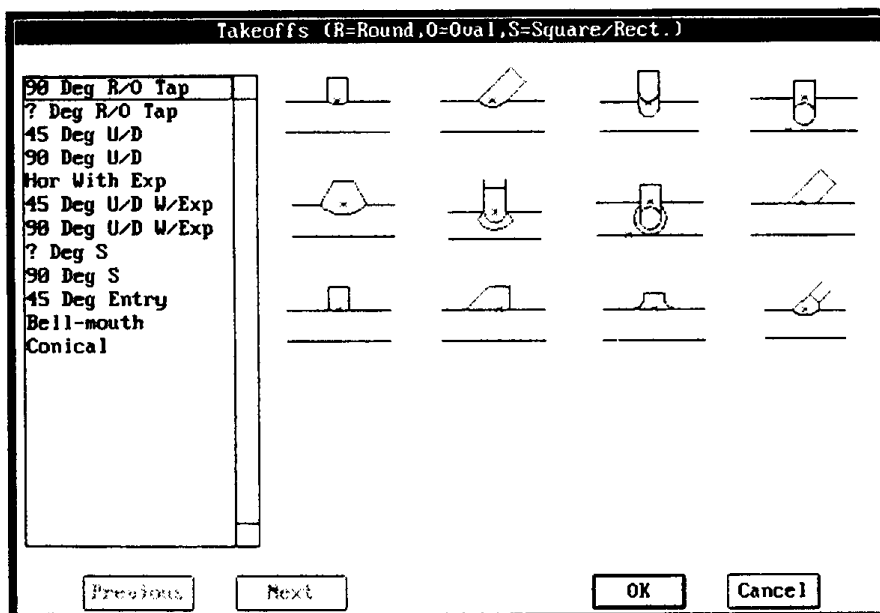 Takeoffs (R=Round,O=Oval,S=Square/Rect.)
90 Deg R/O Tap
? Deg R/O Tap
45 Deg U/D
90 Deg U/D
Hor With Exp
45 Deg U/D W/Exp
90 Deg U/D W/Exp
? Deg S
90 Deg S
45 Deg Entry
Bell-mouth
Conical
Previous
Next
OK
Cancel